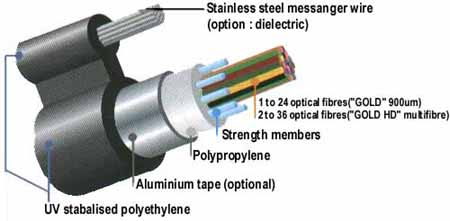 Stainless steel messanger wire
(option : dielectric)
1 to 24 optical fibres("GOLD" 900um)
2 to 36 optical fibres("GOLD HD" multifibre)
Strength members
Polypropylene
Aluminium tape (optional)
UV stabalised polyethylene